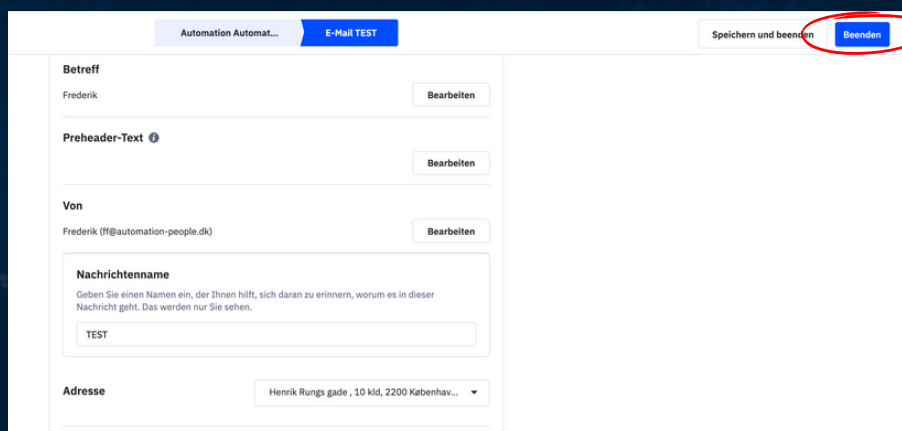 Automation Automat...
E-Mail TEST
Speichern und beenden
Beenden
Betreff
Frederik
Bearbeiten
Preheader-Text
Bearbeiten
Von
Frederik (ff@automation-people.dk)
Bearbeiten
Nachrichtenname
Geben Sie einen Namen ein, der Ihnen hilft, sich daran zu erinnern, worum es in dieser
Nachricht geht. Das werden nur Sie sehen.
TEST
Adresse
Henrik Rungs gade , 10 kld, 2200 Københav...